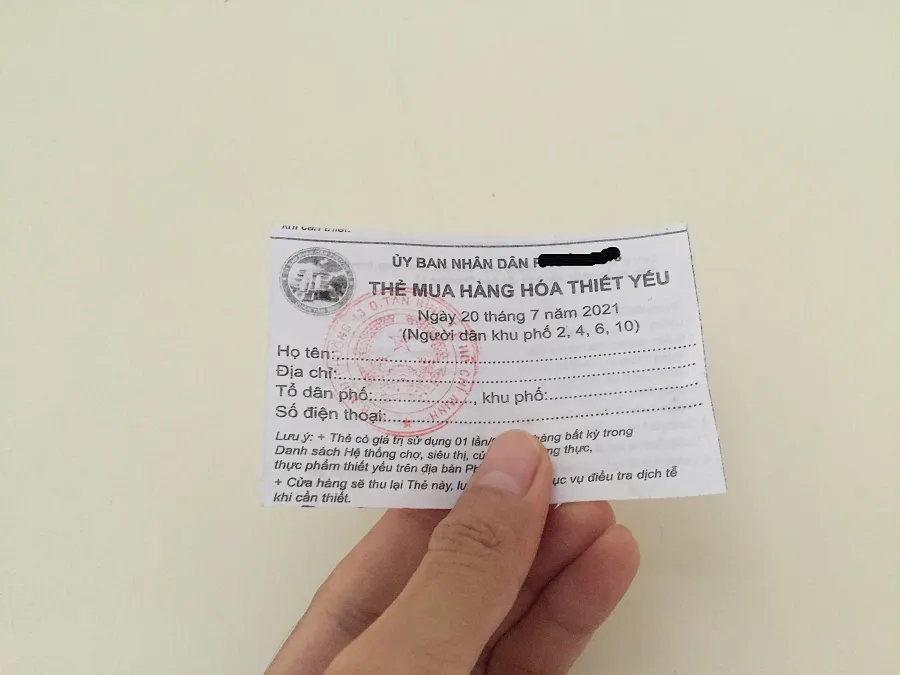 khi cần thiết.
ỦY BAN NHÂN DÂN
THẺ MUA HÀNG HÓA THIẾT YẾU
Ngày 20 tháng 7 năm 2021
(Người dân khu phố 2, 4, 6, 10)
Họ tên:
Địa chỉ:
Tổ dân phố:, khu phố:
Số điện thoại:
Lưu ý: + Thẻ có giá trị sử dụng 01 hàng bất kỳ trong
Danh sách Hệ thống chợ, siêu thị, thực,
thực phẩm thiết yếu trên địa bàn
+ Cửa hàng sẽ thu lại Thẻ này, vụ điều tra dịch tễ
khi cần thiết.